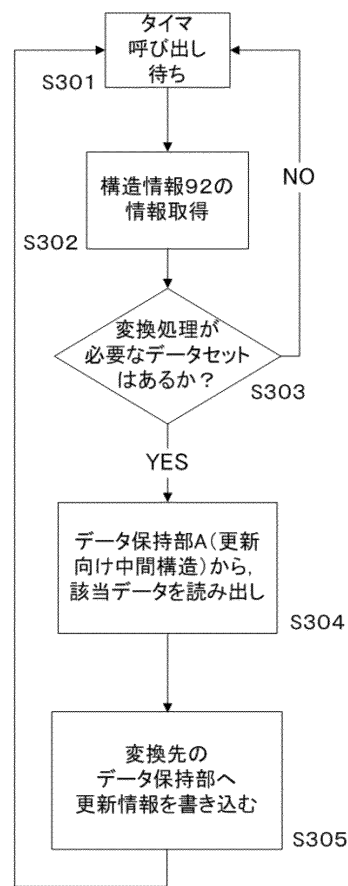 タイマ
呼び出し
待ち
S301
構造情報92の
情報取得
S302
NO
変換処理が
必要なデータセット
はあるか？
S303
YES
データ保持部A（更新
向け中間構造）から，
該当データを読み出し
S304
変換先の
データ保持部へ
更新情報を書き込む
S305